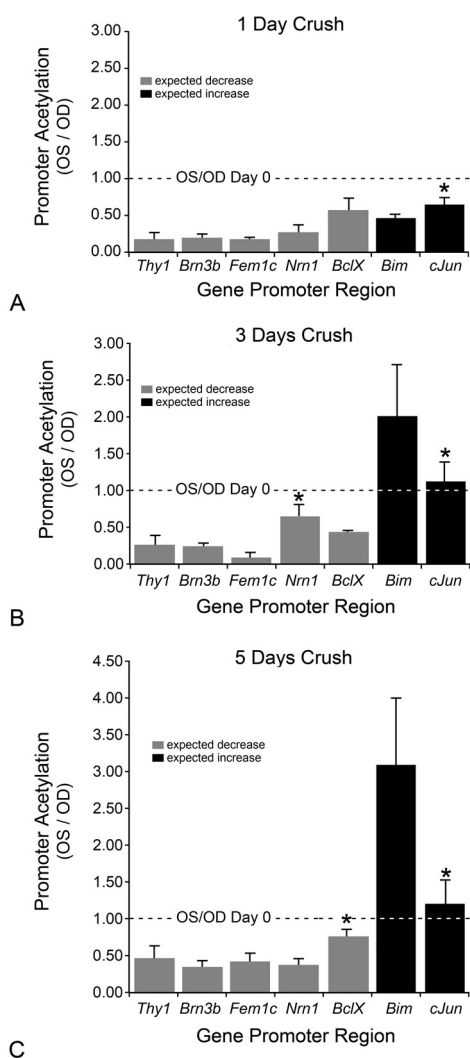 1 Day Crush
Promoter Acetylation
(OS / OD)
3.00
2.50
2.00
1.50
1.00
0.50
0.00
expected decrease
expected increase
OS/OD Day 0
*
Thy1 Brn3b Fem1c Nrn1 BclX Bim cJun
Gene Promoter Region
A
3 Days Crush
Promoter Acetylation
(OS / OD)
3.00
2.50
2.00
1.50
1.00
0.50
0.00
expected decrease
expected increase
OS/OD Day 0
* *
Thy1 Brn3b Fem1c Nrn1 BclX Bim cJun
Gene Promoter Region
B
5 Days Crush
Promoter Acetylation
(OS / OD)
4.50
4.00
3.50
3.00
2.50
2.00
1.50
1.00
0.50
0.00
expected decrease
expected increase
OS/OD Day 0
* *
Thy1 Brn3b Fem1c Nrn1 BclX Bim cJun
Gene Promoter Region
C